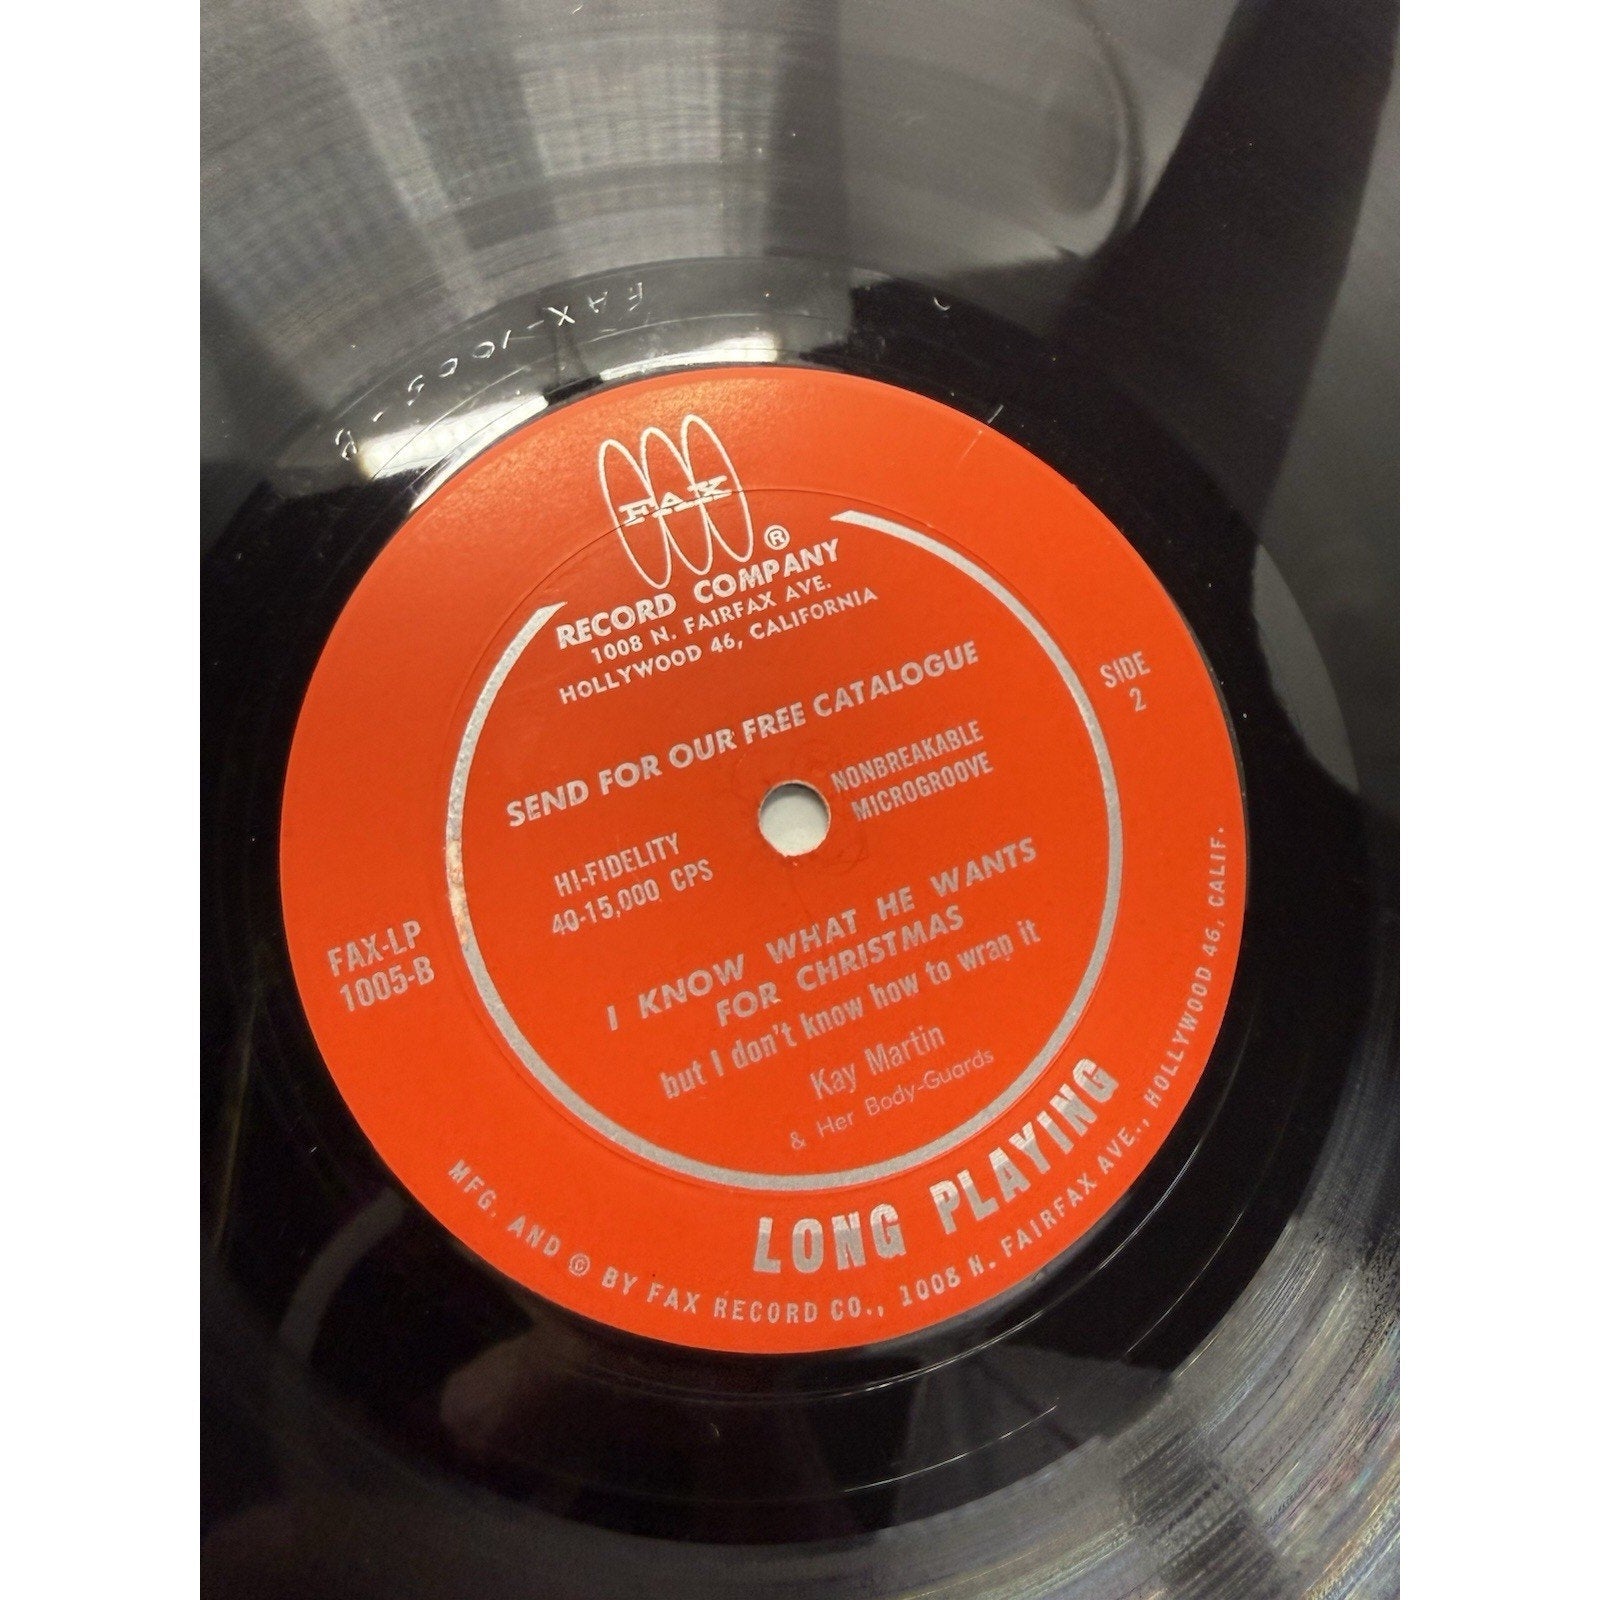 FAX-1005-B
FAX
®
RECORD COMPANY
1008 N. FAIRFAX AVE.
HOLLYWOOD 46, CALIFORNIA
SEND FOR OUR FREE CATALOGUE
SIDE
2
HI-FIDELITY
40-15,000 CPS
NONBREAKABLE
MICROGROOVE
FAX-LP
1005-B
I KNOW WHAT HE WANTS
FOR CHRISTMAS
but I don't know how to wrap it
Kay Martin
& Her Body-Guards
LONG PLAYING
MFG. AND © BY FAX RECORD CO., 1008 N. FAIRFAX AVE., HOLLYWOOD 46, CALIF.